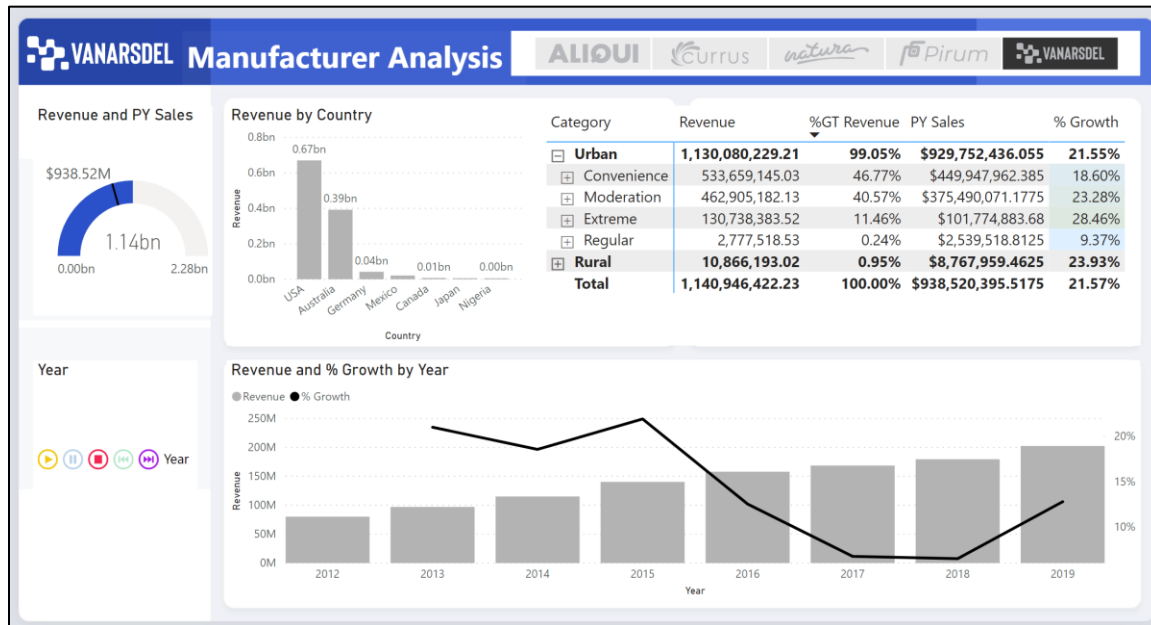 VANARSDEL Manufacturer Analysis
ALIQUI Currus natura Pirum VANARSDEL
Revenue and PY Sales
$938.52M
1.14bn
0.00bn 2.28bn
Year
Year
Revenue by Country
Revenue
0.8bn
0.6bn
0.4bn
0.2bn
0.0bn
0.67bn
0.39bn
0.04bn
0.01bn
0.00bn
USA Australia Germany Mexico Canada Japan Nigeria
Country
Category Revenue %GT Revenue PY Sales % Growth
Urban 1,130,080,229.21 99.05% $929,752,436.055 21.55%
Convenience 533,659,145.03 46.77% $449,947,962.385 18.60%
Moderation 462,905,182.13 40.57% $375,490,071.1775 23.28%
Extreme 130,738,383.52 11.46% $101,774,883.68 28.46%
Regular 2,777,518.53 0.24% $2,539,518.8125 9.37%
Rural 10,866,193.02 0.95% $8,767,959.4625 23.93%
Total 1,140,946,422.23 100.00% $938,520,395.5175 21.57%
Revenue and % Growth by Year
Revenue % Growth
Revenue
250M
200M
150M
100M
50M
0M
20%
15%
10%
2012 2013 2014 2015 2016 2017 2018 2019
Year